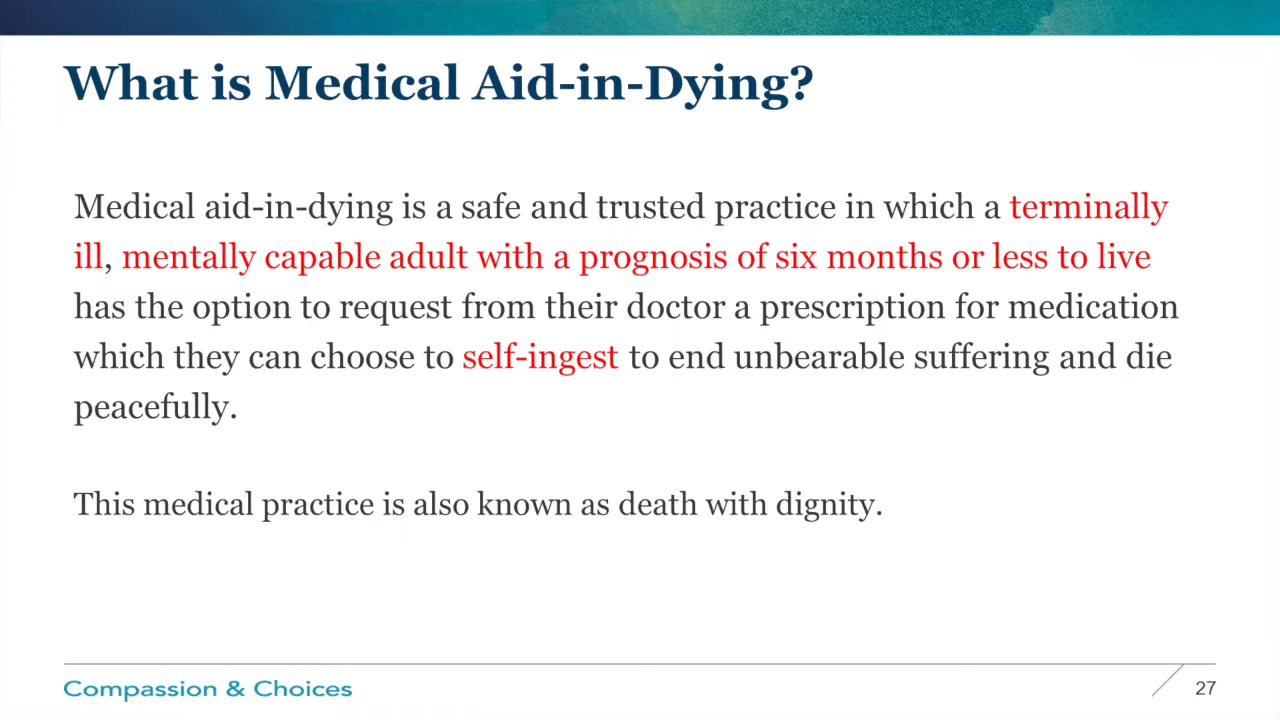 What is Medical Aid-in-Dying?
Medical aid-in-dying is a safe and trusted practice in which a terminally
ill, mentally capable adult with a prognosis of six months or less to live
has the option to request from their doctor a prescription for medication
which they can choose to self-ingest to end unbearable suffering and die
peacefully.
This medical practice is also known as death with dignity.
Compassion & Choices
27